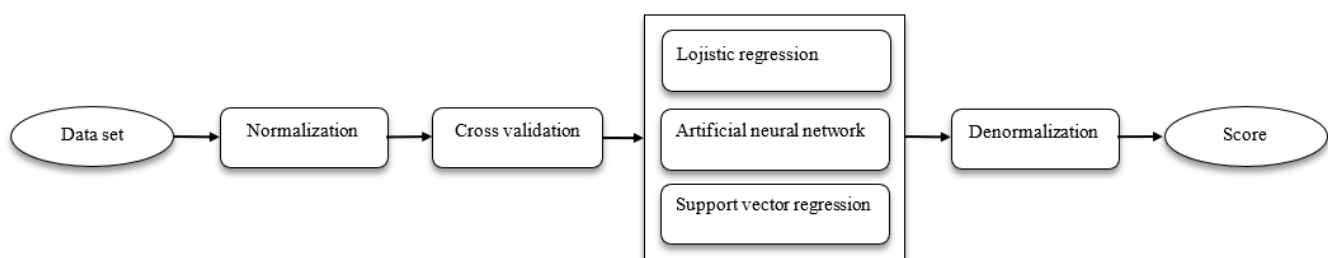 Data set
Normalization
Cross validation
Lojistic regression
Artificial neural network
Support vector regression
Denormalization
Score